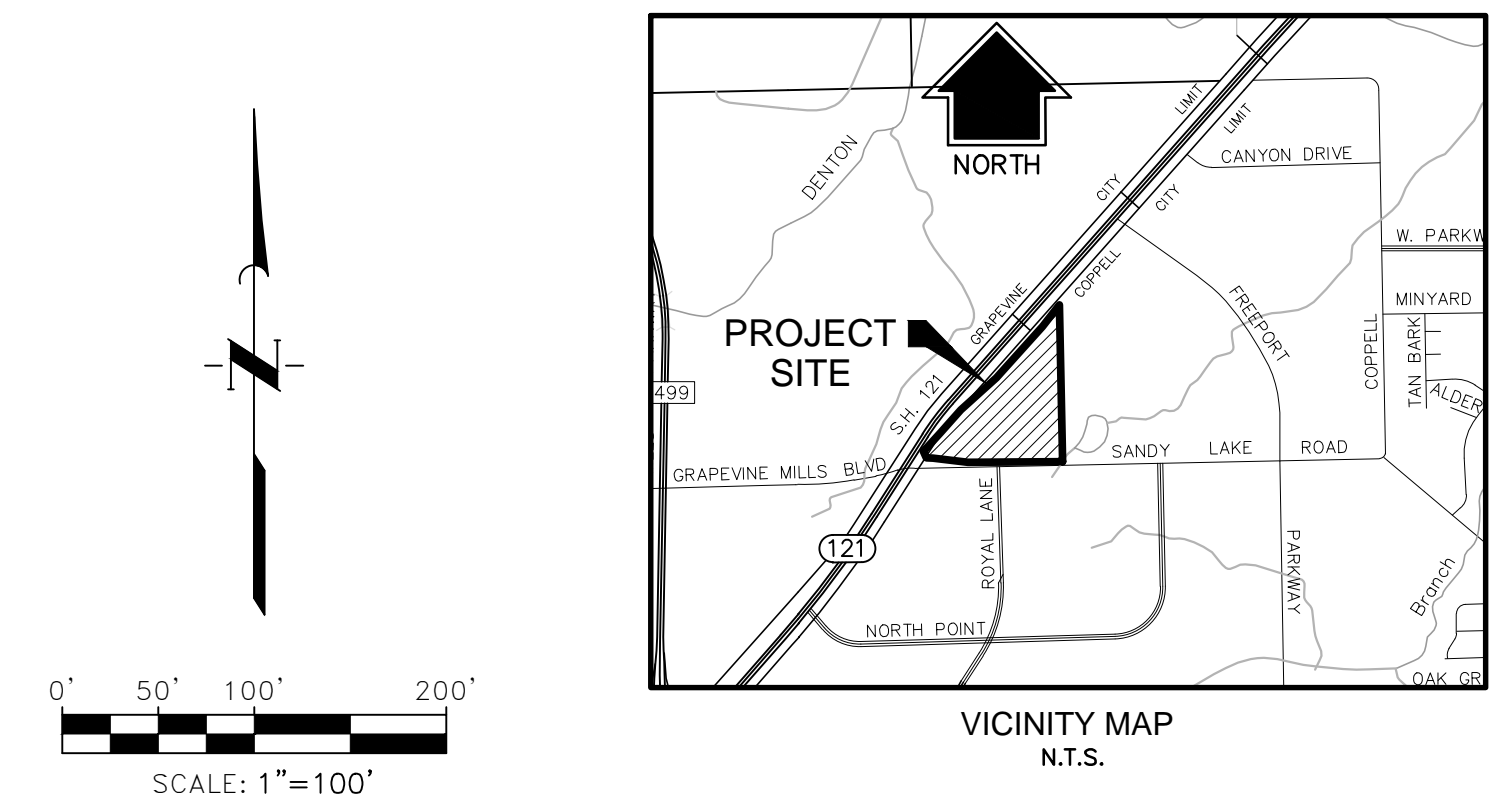 N
0' 50' 100' 200'
SCALE: 1"=100'
NORTH
DENTON
LIMIT
LIMIT
CANYON DRIVE
CITY
CITY
W. PARKW
GRAPEVINE
COPPELL
FREEPORT
MINYARD
PROJECT
SITE
COPPELL
TAN BARK
ALDER
499
S.H. 121
GRAPEVINE MILLS BLVD
SANDY LAKE ROAD
ROYAL LANE
121
PARKWAY
Branch
NORTH POINT
OAK GR
VICINITY MAP
N.T.S.